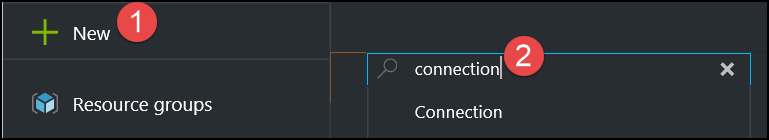 New
1
connection
2
Connection
Resource groups